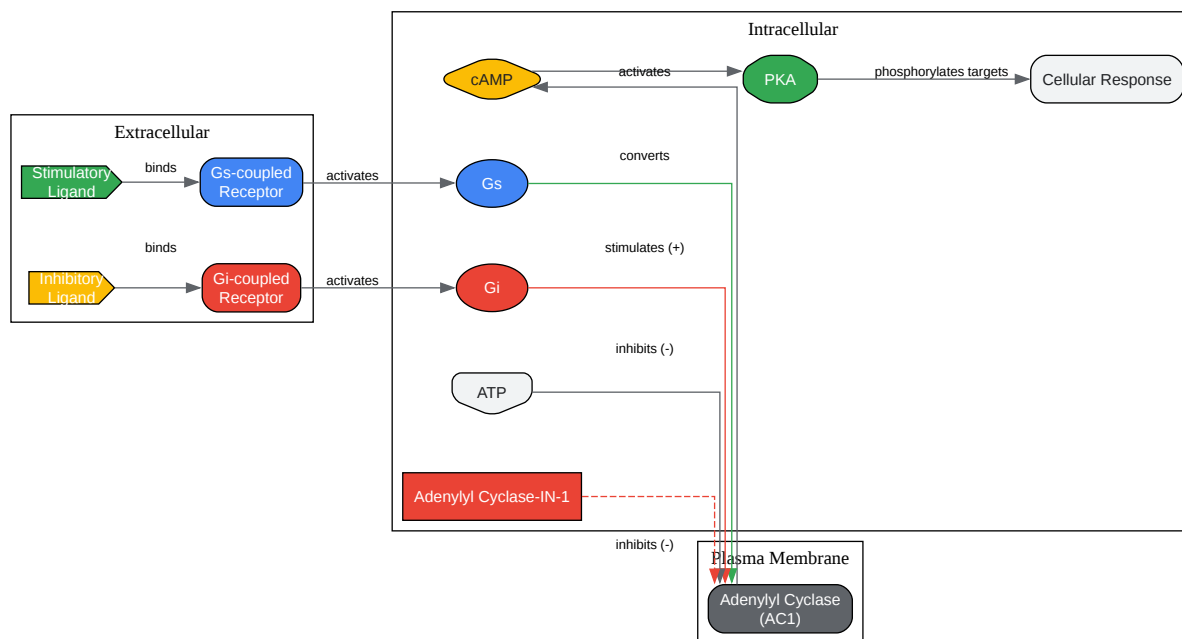 Intracellular
cAMP
activates
PKA
phosphorylates targets
Cellular Response
Extracellular
Stimulatory
Ligand
binds
Gs-coupled
Receptor
activates
Gs
converts
binds
Inhibitory
Ligand
Gi-coupled
Receptor
activates
Gi
stimulates (+)
inhibits (-)
ATP
Adenylyl Cyclase-IN-1
inhibits (-)
Plasma Membrane
Adenylyl Cyclase
(AC1)